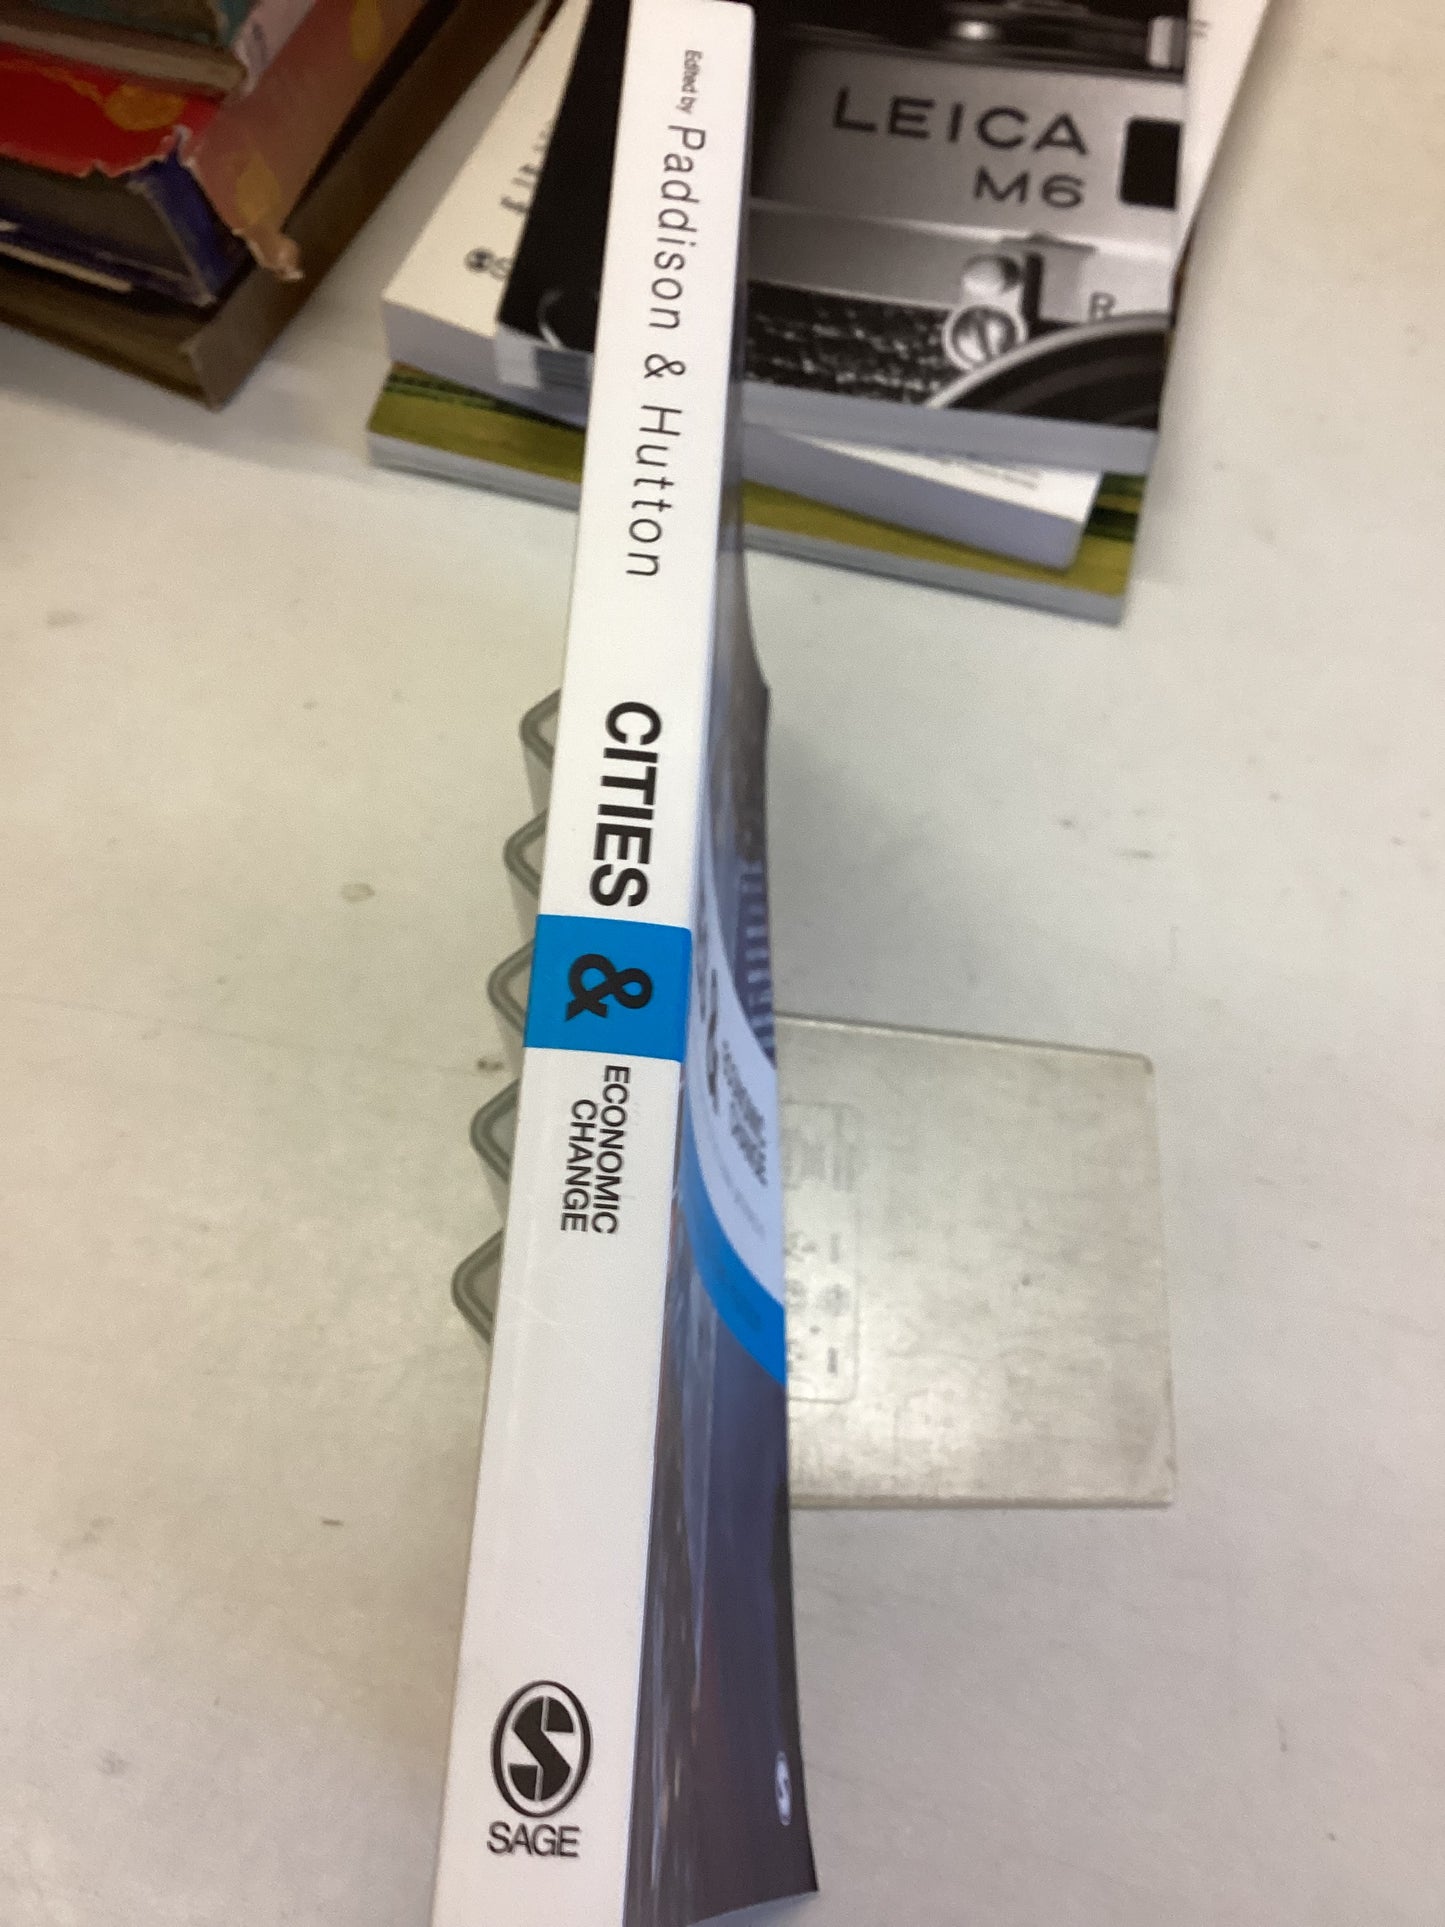 Edited by Paddison & Hutton
CITIES
&
ECONOMIC
CHANGE
SAGE
LEICA
M6
R